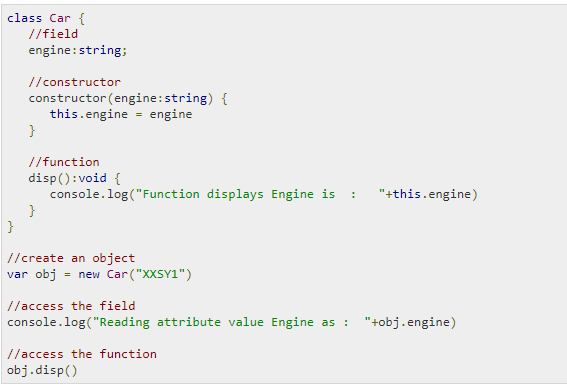 class Car {
   //field
   engine:string;

   //constructor
   constructor(engine:string) {
      this.engine = engine
   }

   //function
   disp():void {
      console.log("Function displays Engine is  :   "+this.engine)
   }
}

//create an object
var obj = new Car("XXSY1")

//access the field
console.log("Reading attribute value Engine as :  "+obj.engine)

//access the function
obj.disp()